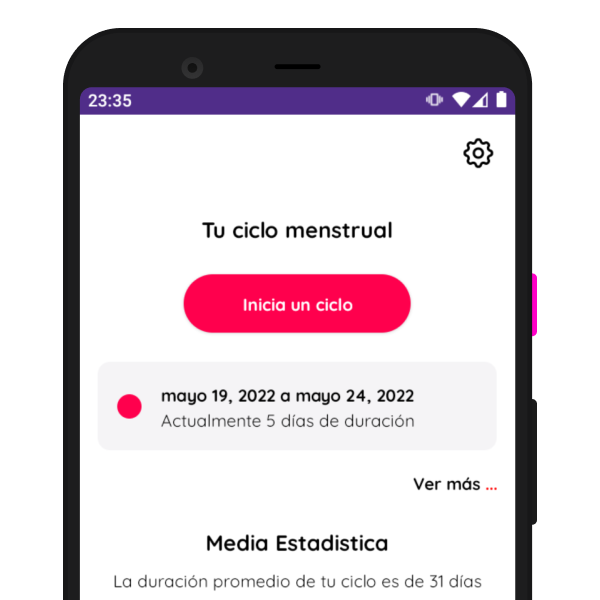 23:35
Tu ciclo menstrual
Inicia un ciclo
mayo 19, 2022 a mayo 24, 2022
Actualmente 5 días de duración
Ver más ...
Media Estadistica
La duración promedio de tu ciclo es de 31 días